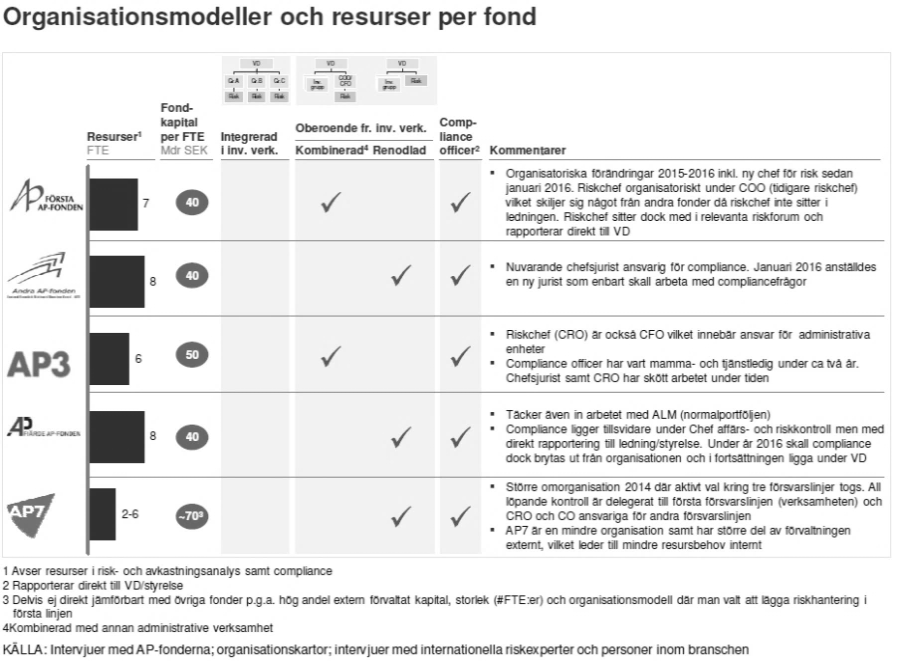 Organisationsmodeller och resurser per fond
VD
Gr.A Gr.B Gr.C
Risk Risk Risk
VD
Inv. grupp COO/ CFO
Risk
VD
Inv. grupp Risk
Resurser¹
FTE
Fond-
kapital
per FTE
Mdr SEK
Integrerad
i inv. verk.
Oberoende fr. inv. verk.
Kombinerad⁴ Renodlad
Comp-
liance
officer²
Kommentarer
AP FÖRSTA
AP-FONDEN
7
40
✓
✓
▪ Organisatoriska förändringar 2015-2016 inkl. ny chef för risk sedan
januari 2016. Riskchef organisatoriskt under COO (tidigare riskchef)
vilket skiljer sig något från andra fonder då riskchef inte sitter i
ledningen. Riskchef sitter dock med i relevanta riskforum och
rapporterar direkt till VD
Andra AP-fonden
8
40
✓
✓
▪ Nuvarande chefsjurist ansvarig för compliance. Januari 2016 anställdes
en ny jurist som enbart skall arbeta med compliancefrågor
AP3
6
50
✓
✓
▪ Riskchef (CRO) är också CFO vilket innebär ansvar för administrativa
enheter
▪ Compliance officer har vart mamma- och tjänstledig under ca två år.
Chefsjurist samt CRO har skött arbetet under tiden
AP
FJÄRDE AP-FONDEN
8
40
✓
✓
▪ Täcker även in arbetet med ALM (normalportföljen)
▪ Compliance ligger tillsvidare under Chef affärs- och riskkontroll men med
direkt rapportering till ledning/styrelse. Under år 2016 skall compliance
dock brytas ut från organisationen och i fortsättningen ligga under VD
AP7
2-6
~70³
✓
✓
▪ Större omorganisation 2014 där aktivt val kring tre försvarslinjer togs. All
löpande kontroll är delegerat till första försvarslinjen (verksamheten) och
CRO och CO ansvariga för andra försvarslinjen
▪ AP7 är en mindre organisation samt har större del av förvaltningen
externt, vilket leder till mindre resursbehov internt
1 Avser resurser i risk- och avkastningsanalys samt compliance
2 Rapporterar direkt till VD/styrelse
3 Delvis ej direkt jämförbart med övriga fonder p.g.a. hög andel extern förvaltat kapital, storlek (#FTE:er) och organisationsmodell där man valt att lägga riskhantering i
första linjen
4Kombinerad med annan administrative verksamhet
KÄLLA: Intervjuer med AP-fonderna; organisationskartor; intervjuer med internationella riskexperter och personer inom branschen